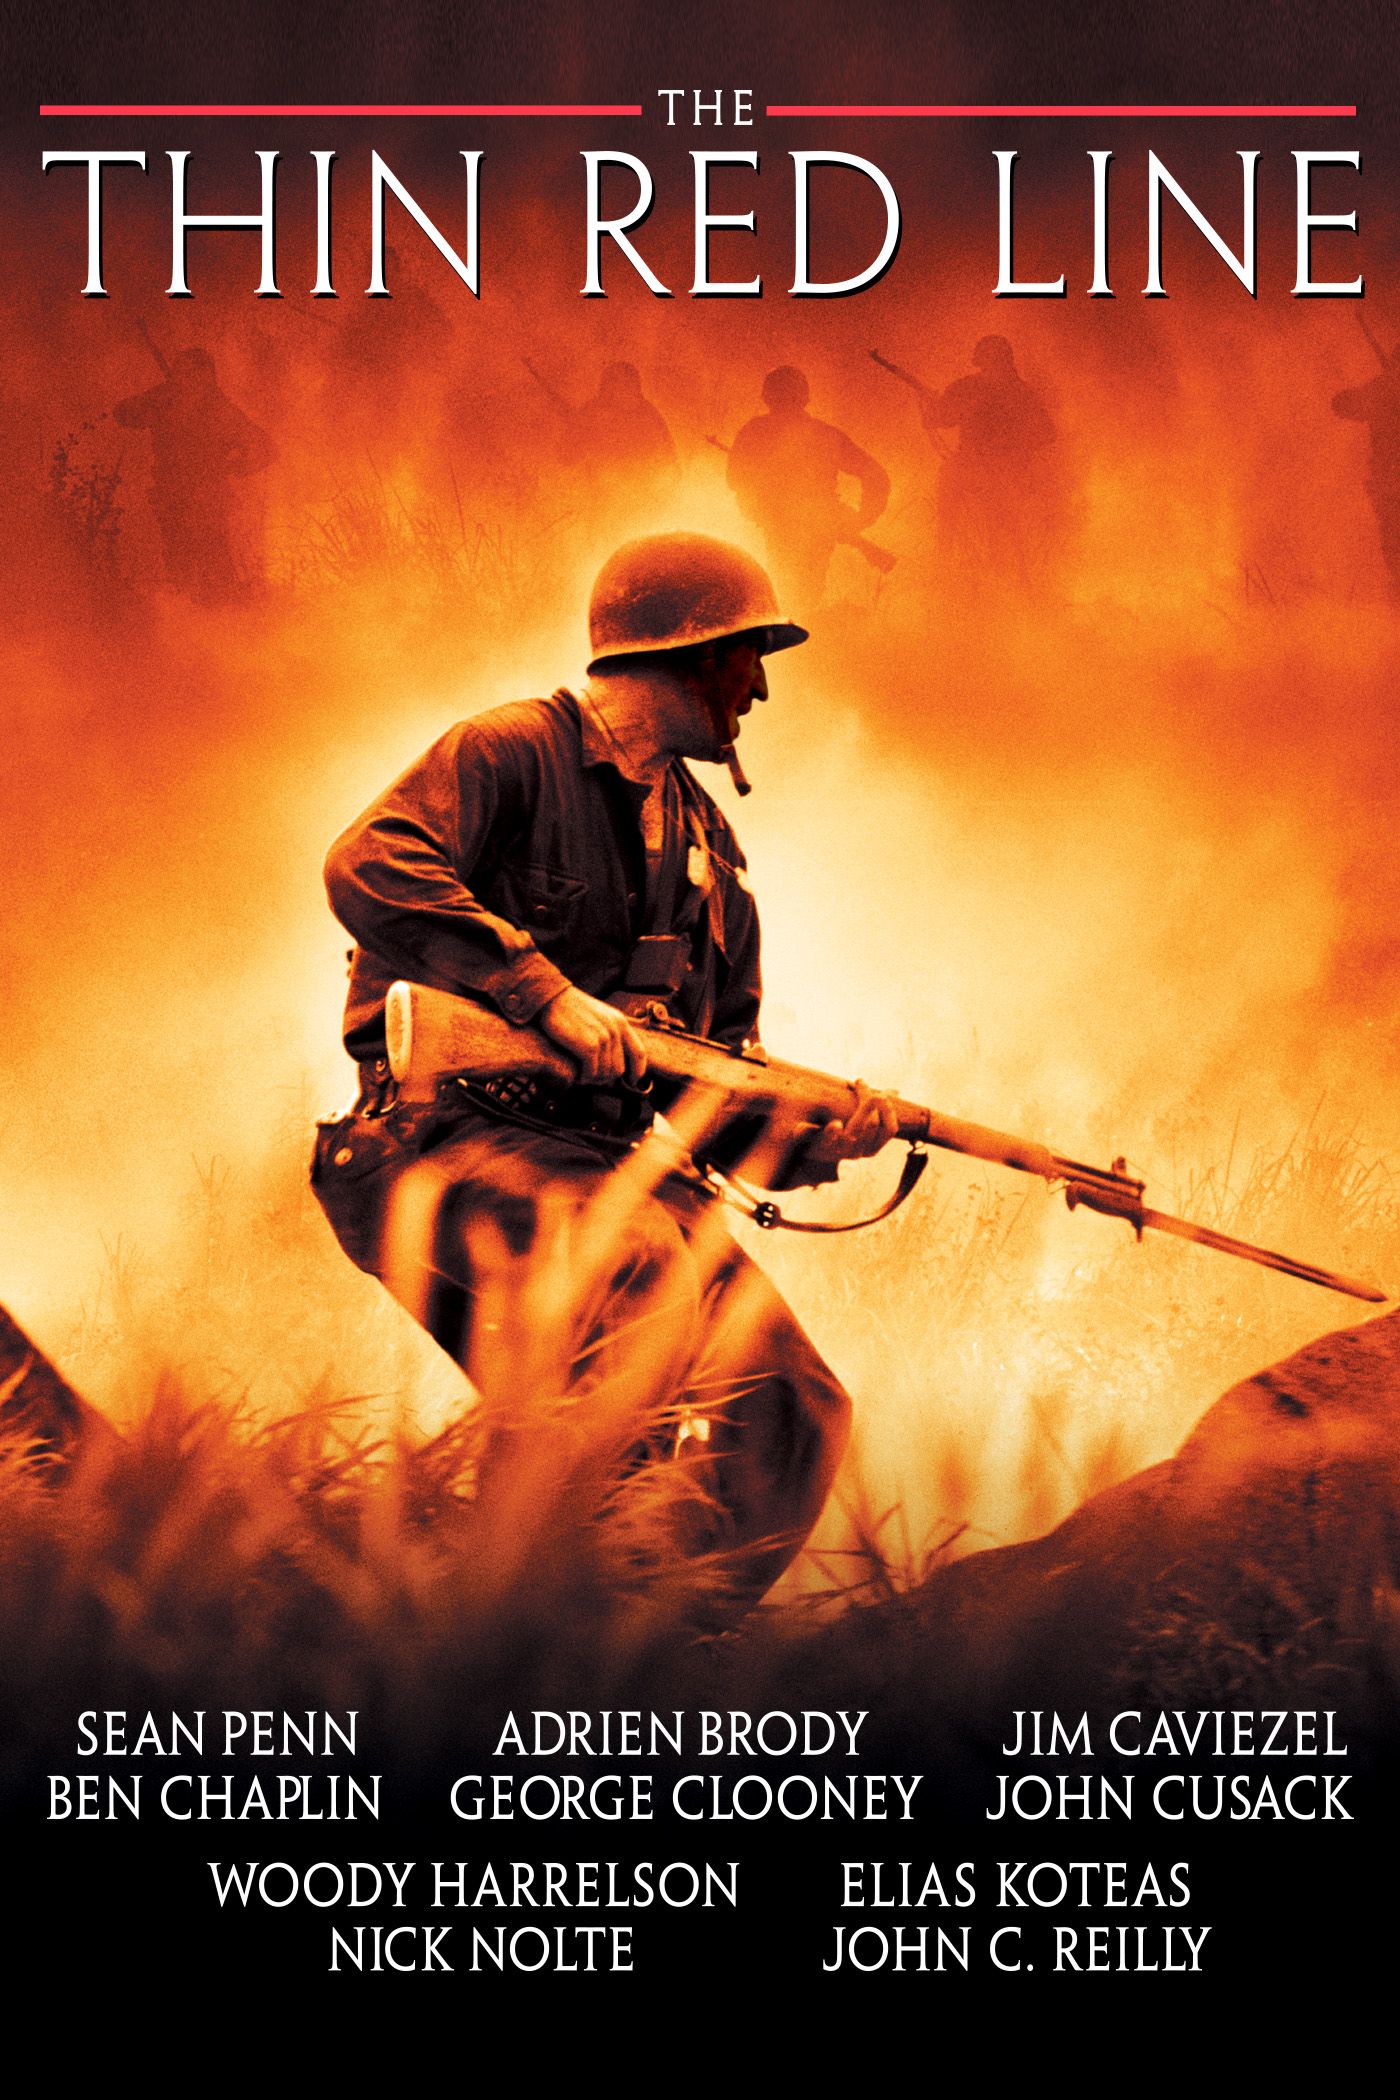 THE
THIN RED LINE
SEAN PENN ADRIEN BRODY JIM CAVIEZEL
BEN CHAPLIN GEORGE CLOONEY JOHN CUSACK
WOODY HARRELSON ELIAS KOTEAS
NICK NOLTE JOHN C. REILLY